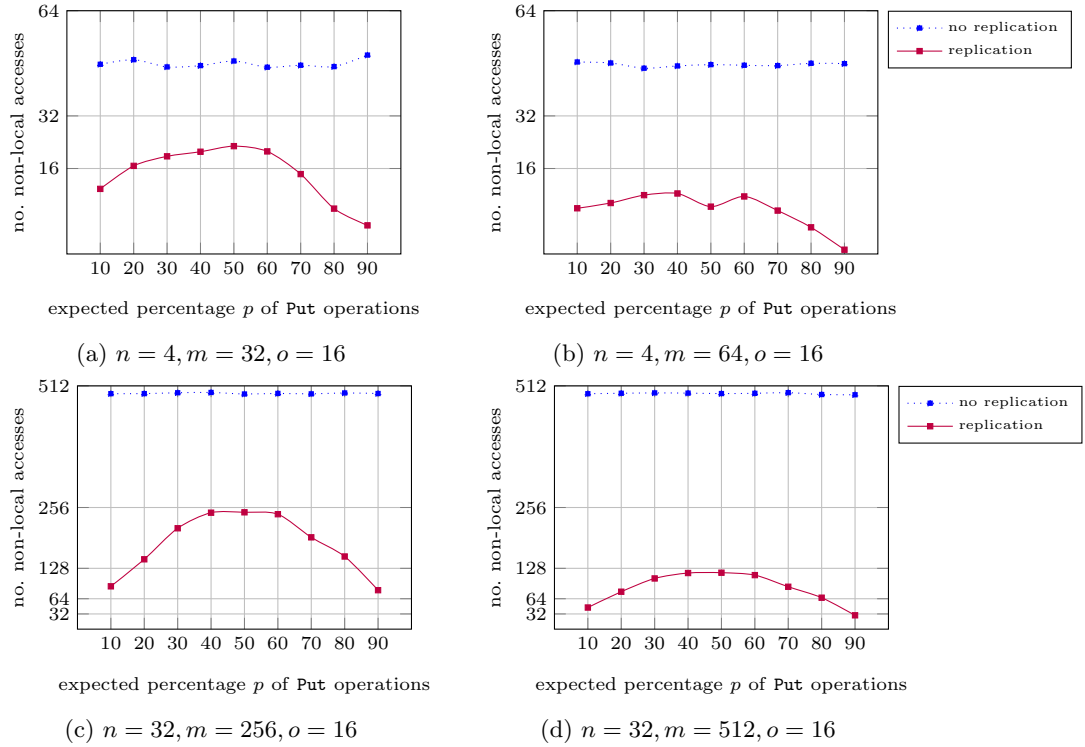 64
32
16
no. non-local accesses
10 20 30 40 50 60 70 80 90
expected percentage p of Put operations
(a) n = 4, m = 32, o = 16
64
32
16
no. non-local accesses
10 20 30 40 50 60 70 80 90
expected percentage p of Put operations
(b) n = 4, m = 64, o = 16
no replication
replication
512
256
128
64
32
no. non-local accesses
10 20 30 40 50 60 70 80 90
expected percentage p of Put operations
(c) n = 32, m = 256, o = 16
512
256
128
64
32
no. non-local accesses
10 20 30 40 50 60 70 80 90
expected percentage p of Put operations
(d) n = 32, m = 512, o = 16
no replication
replication